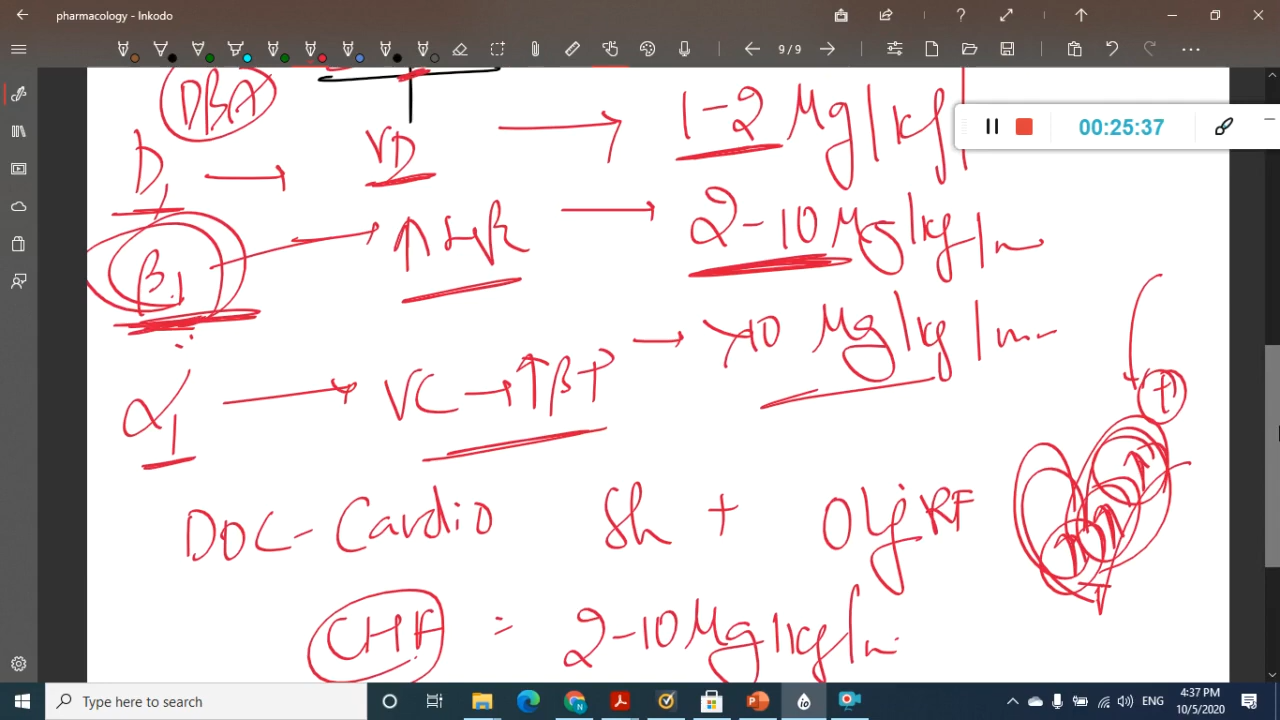 pharmacology - Inkodo
9/9
00:25:37
DBA
D1 → VD → 1-2 Mg/kg/
β1 → ↑ → 2-10 Mg/kg/m
α1 → VC → ↑BP → >10 Mg/kg/m
DOC- Cardio Sh + Olig RF
+
CHF = 2-10 Mg/kg/m
Type here to search
ENG
4:37 PM
10/5/2020